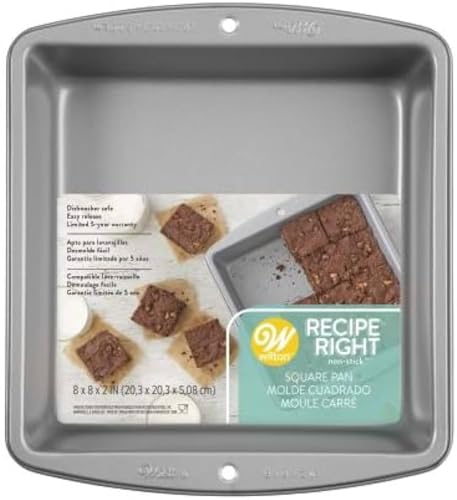 Dishwasher safe
Easy release
Limited 5-year warranty
Apto para lavavajillas
Desmolde fácil
Garantía limitada por 5 años
Compatible lave-vaisselle
Démoulage facile
Garantie limitée de 5 ans
8 x 8 x 2 IN (20,3 x 20,3 x 5,08 cm)
Wilton
RECIPE
RIGHT
non-stick
SQUARE PAN
MOLDE CUADRADO
MOULE CARRÉ
Wilton